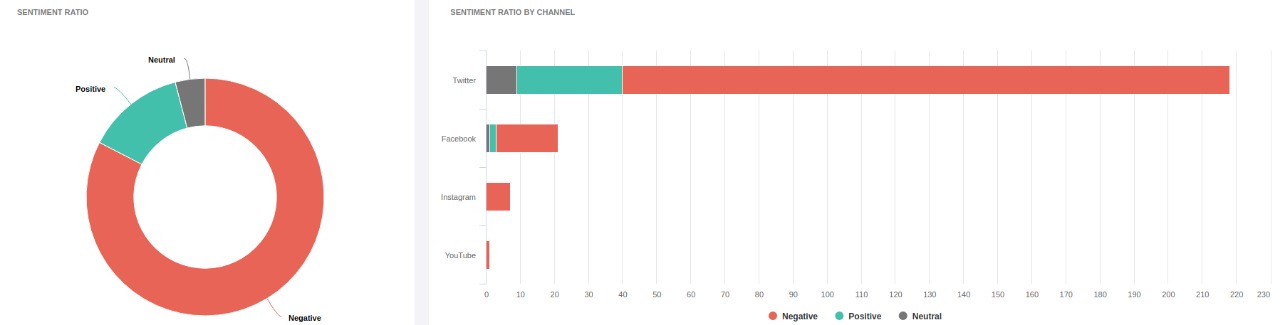 SENTIMENT RATIO
Neutral
Positive
Negative
SENTIMENT RATIO BY CHANNEL
Twitter
Facebook
Instagram
YouTube
0 10 20 30 40 50 60 70 80 90 100 110 120 130 140 150 160 170 180 190 200 210 220 230
Negative Positive Neutral